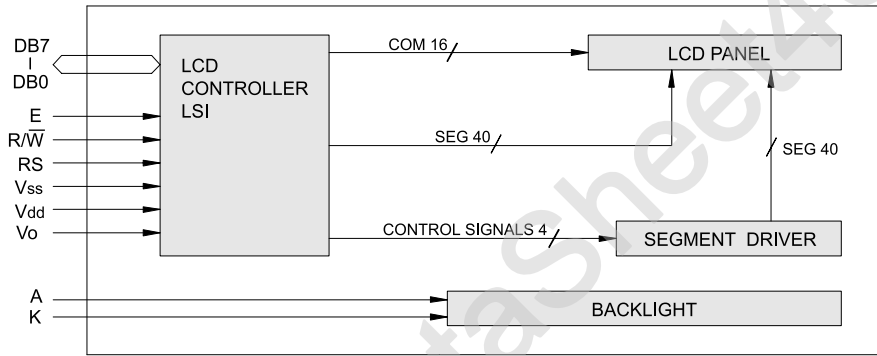 DB7
DB0
E
R/W̅
RS
Vss
Vdd
Vo
A
K
LCD
CONTROLLER
LSI
COM 16
SEG 40
CONTROL SIGNALS 4
LCD PANEL
SEG 40
SEGMENT DRIVER
BACKLIGHT
taSheet4